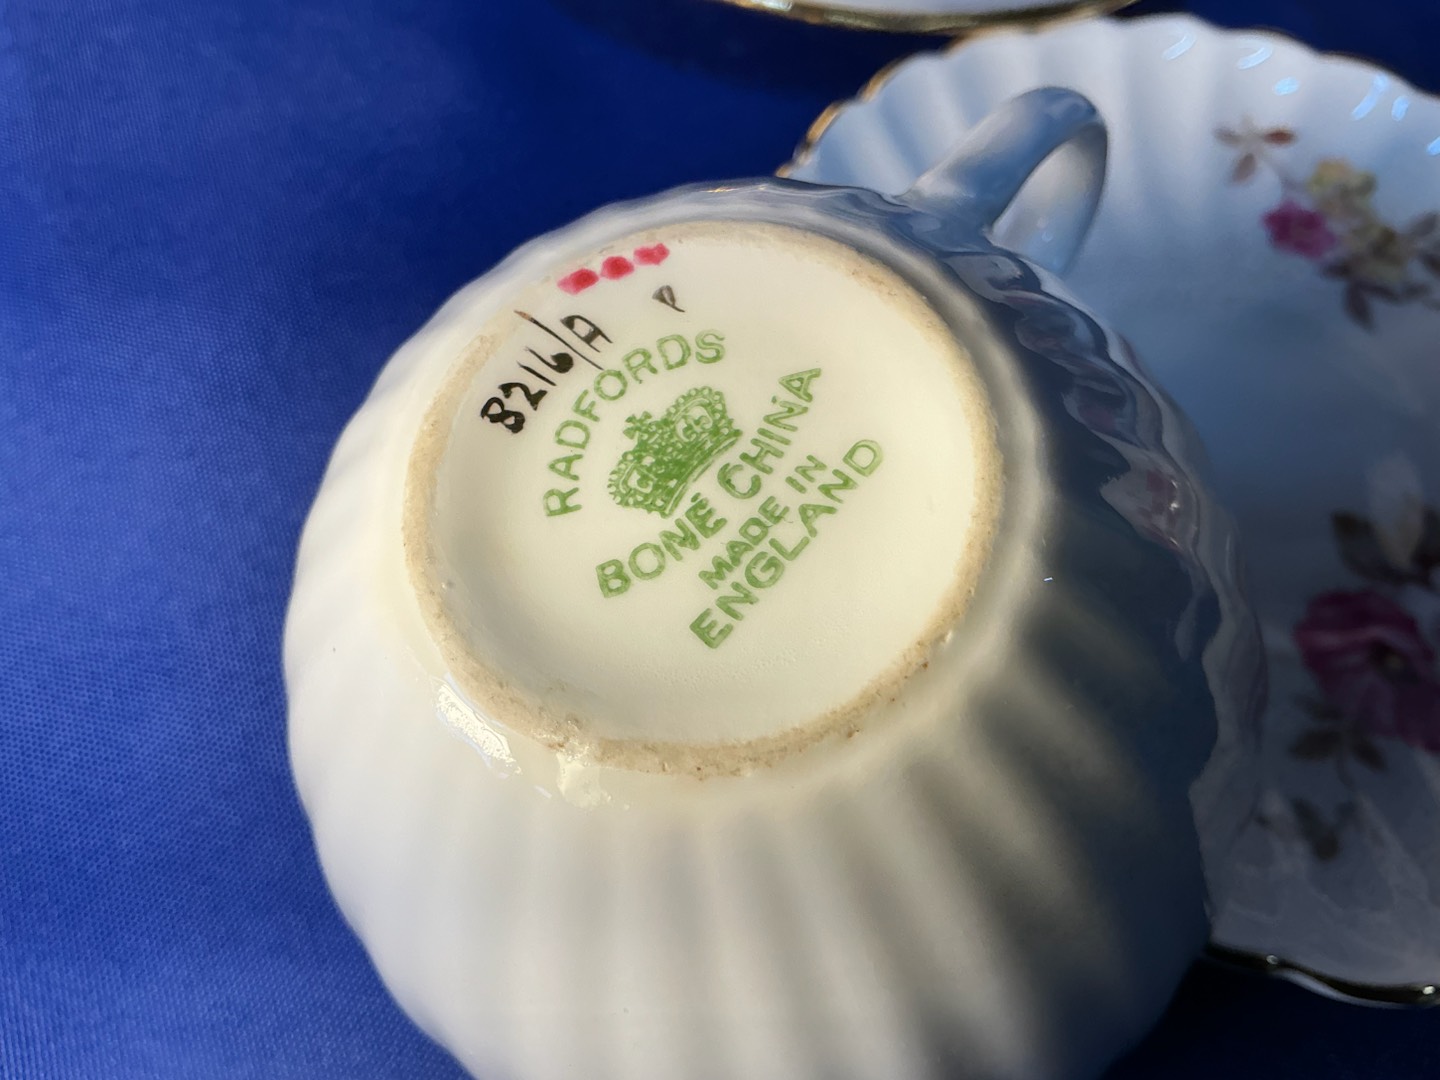 P
8216/A
RADFORDS
BONE CHINA
MADE IN
ENGLAND